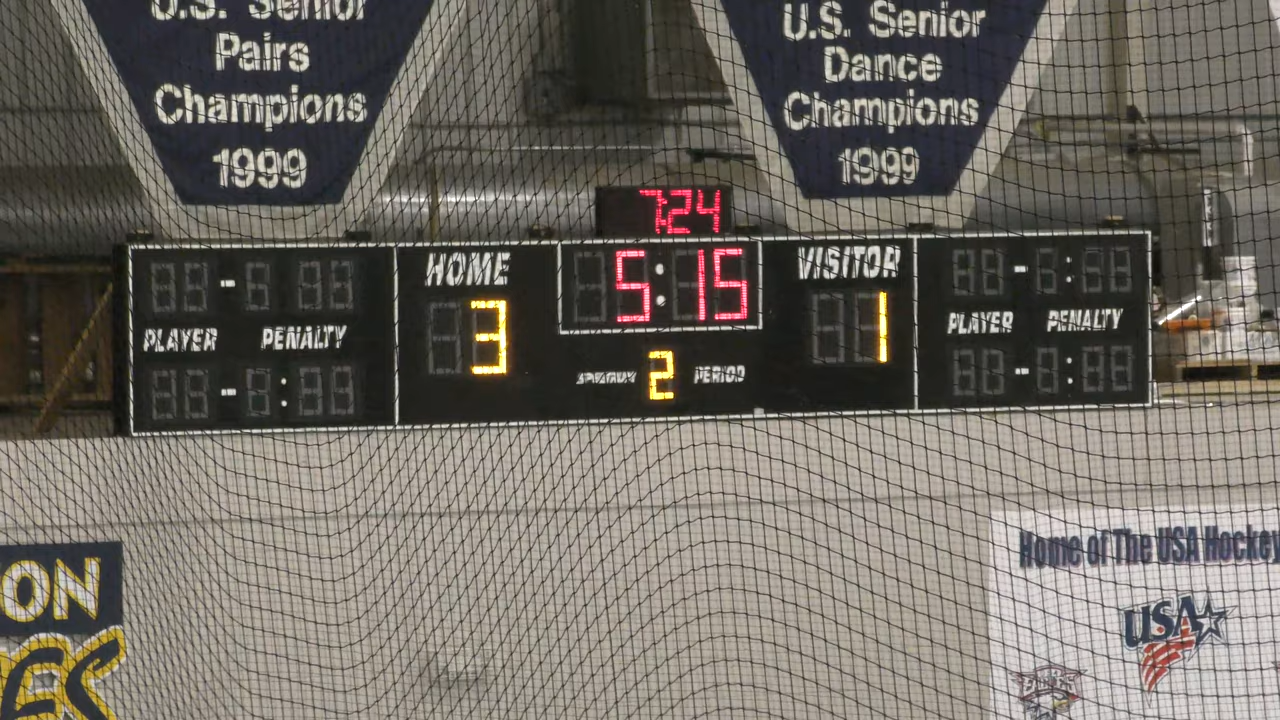 U.S. Senior
Pairs
Champions
1999
U.S. Senior
Dance
Champions
1999
7:24
HOME
5:15
VISITOR
3
1
PLAYER PENALTY
PLAYER PENALTY
2 PERIOD
ON
Home of The USA Hockey
USA